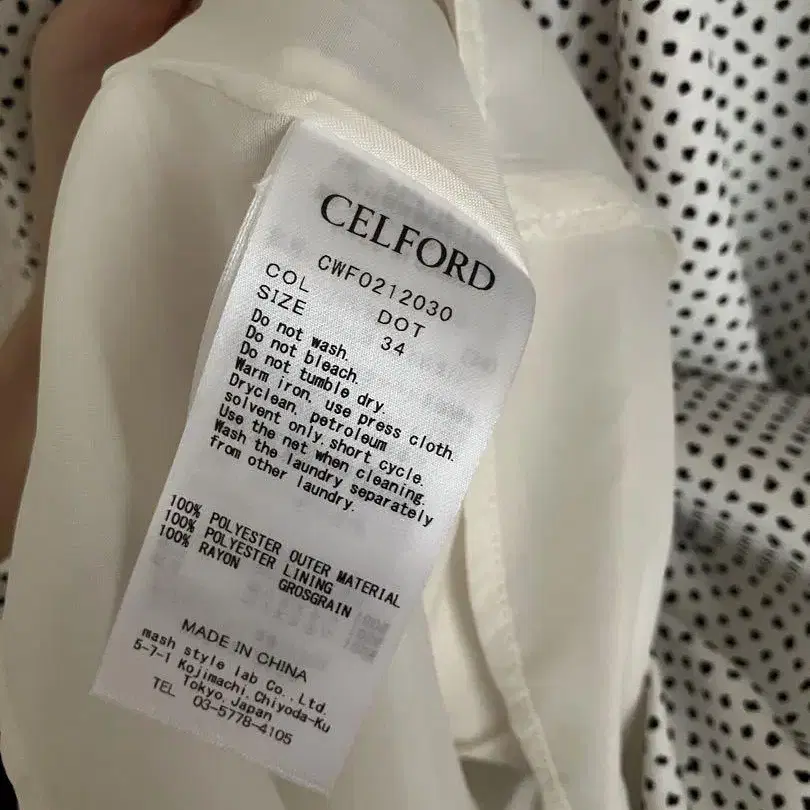 CELFORD
CWF0212030
COL DOT
SIZE 34
Do not wash.
Do not bleach.
Do not tumble dry.
Warm iron, use press cloth.
Dryclean, petroleum
solvent only. short cycle.
Use the net when cleaning.
Wash the laundry separately
from other laundry.
100% POLYESTER OUTER MATERIAL
100% POLYESTER LINING
100% RAYON GROSGRAIN
MADE IN CHINA
mash style lab Co.,Ltd.
5-7-1 Kojimachi,Chiyoda-Ku
Tokyo,Japan
TEL 03-5778-4105